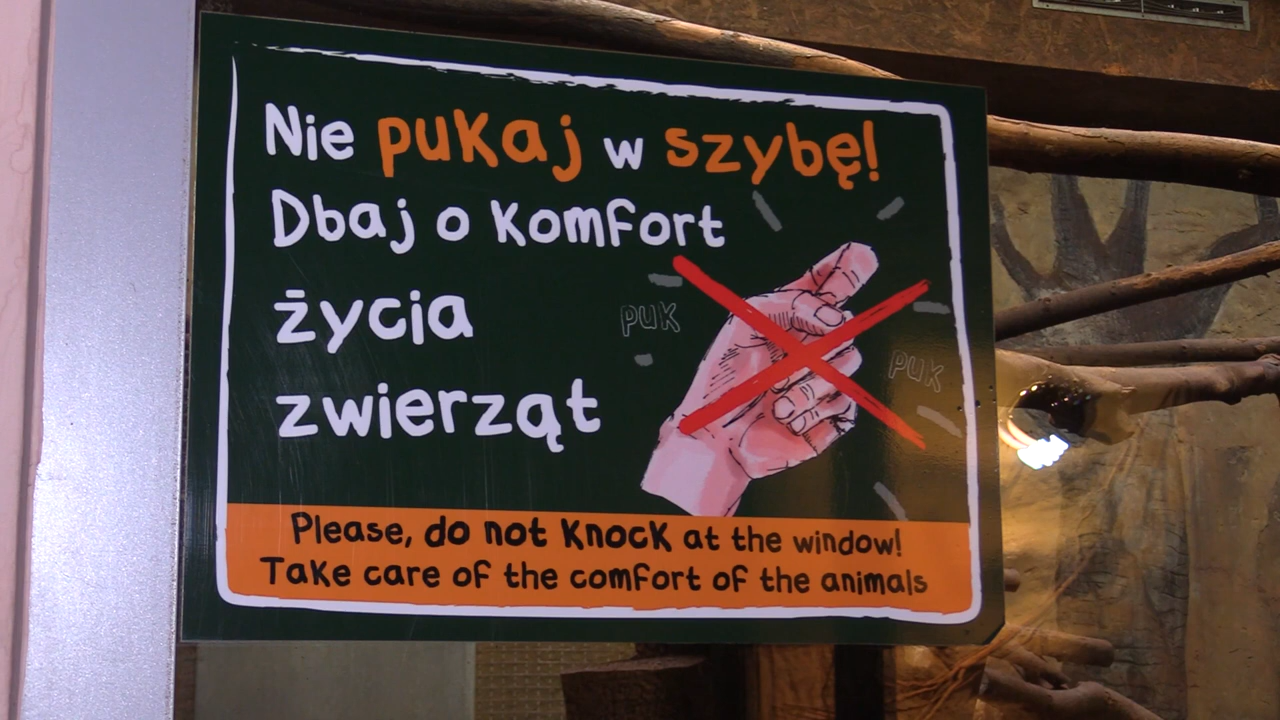 Nie pukaj w szybę!
Dbaj o komfort
życia
zwierząt
puk
puk
Please, do not knock at the window!
Take care of the comfort of the animals